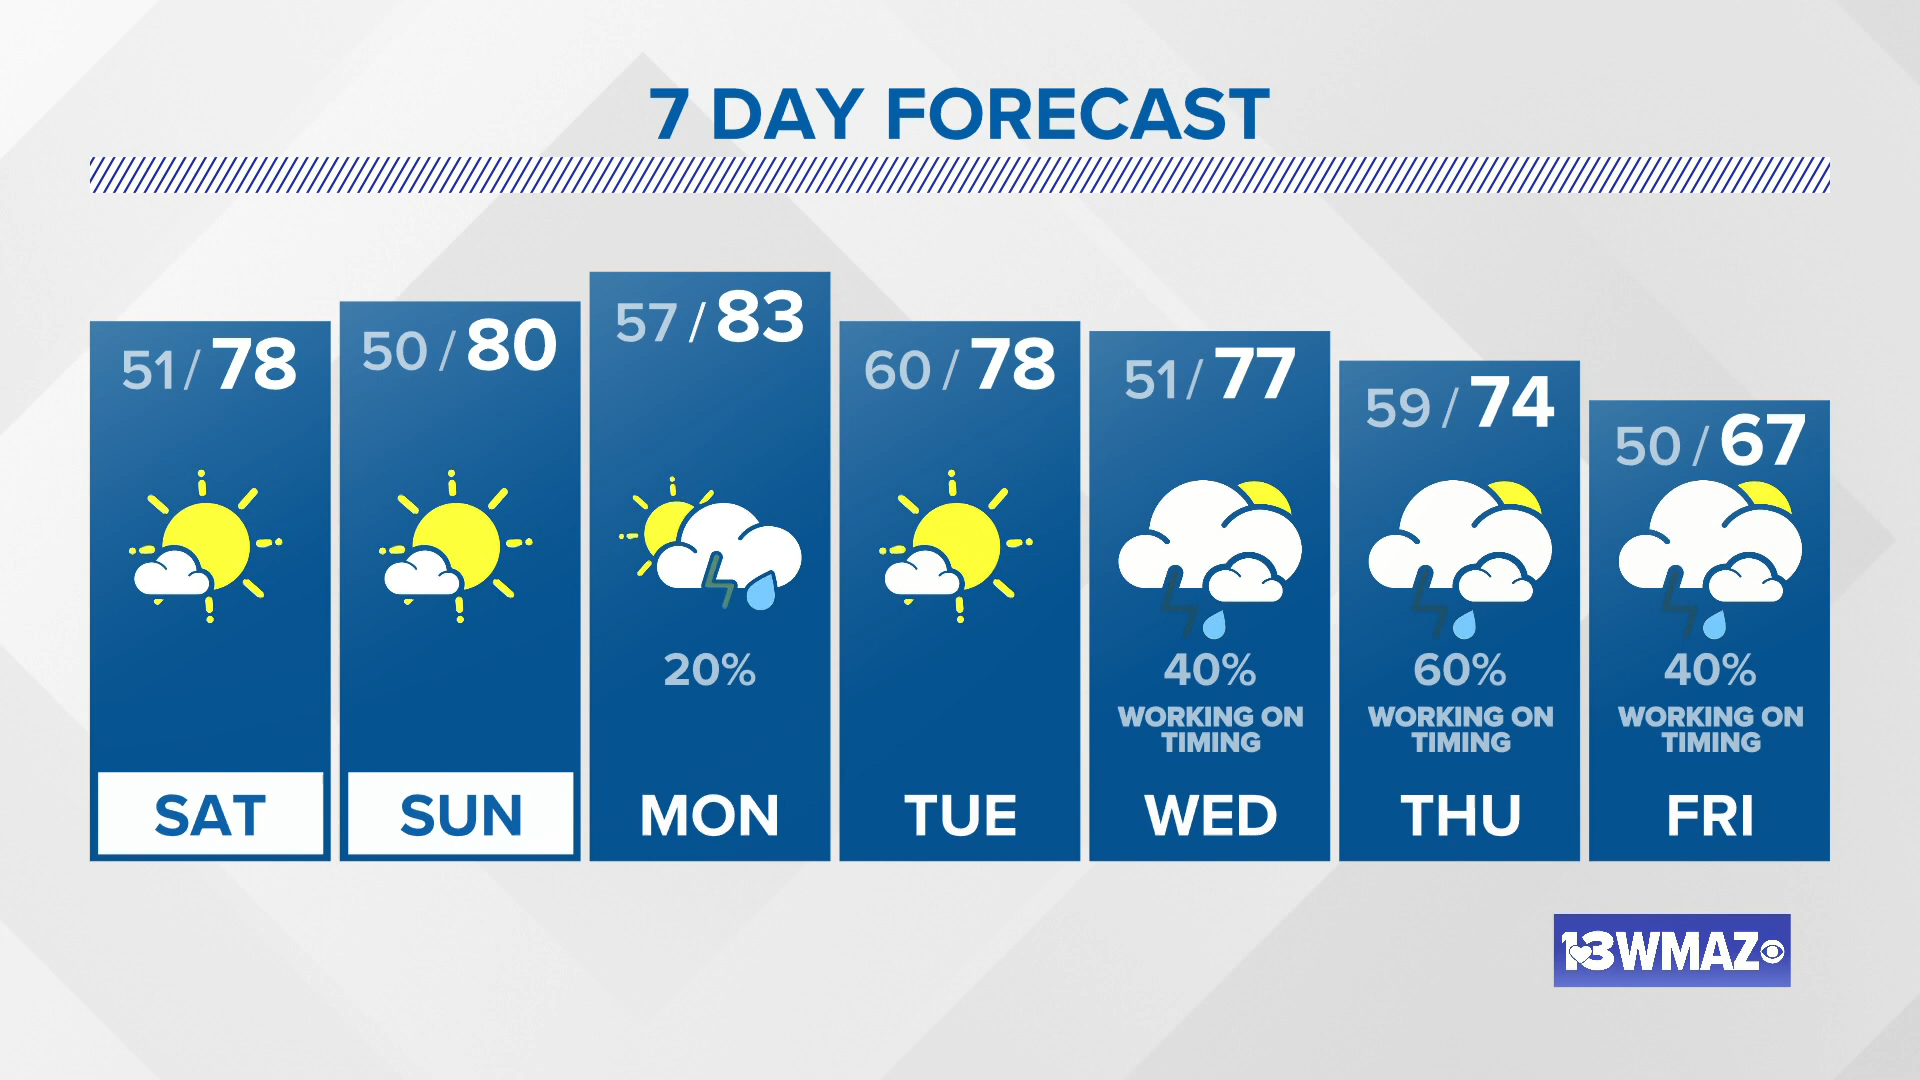 7 DAY FORECAST
51/78
50/80
57/83
60/78
51/77
59/74
50/67
20%
40%
60%
40%
WORKING ON
TIMING
WORKING ON
TIMING
WORKING ON
TIMING
SAT
SUN
MON
TUE
WED
THU
FRI
13WMAZ